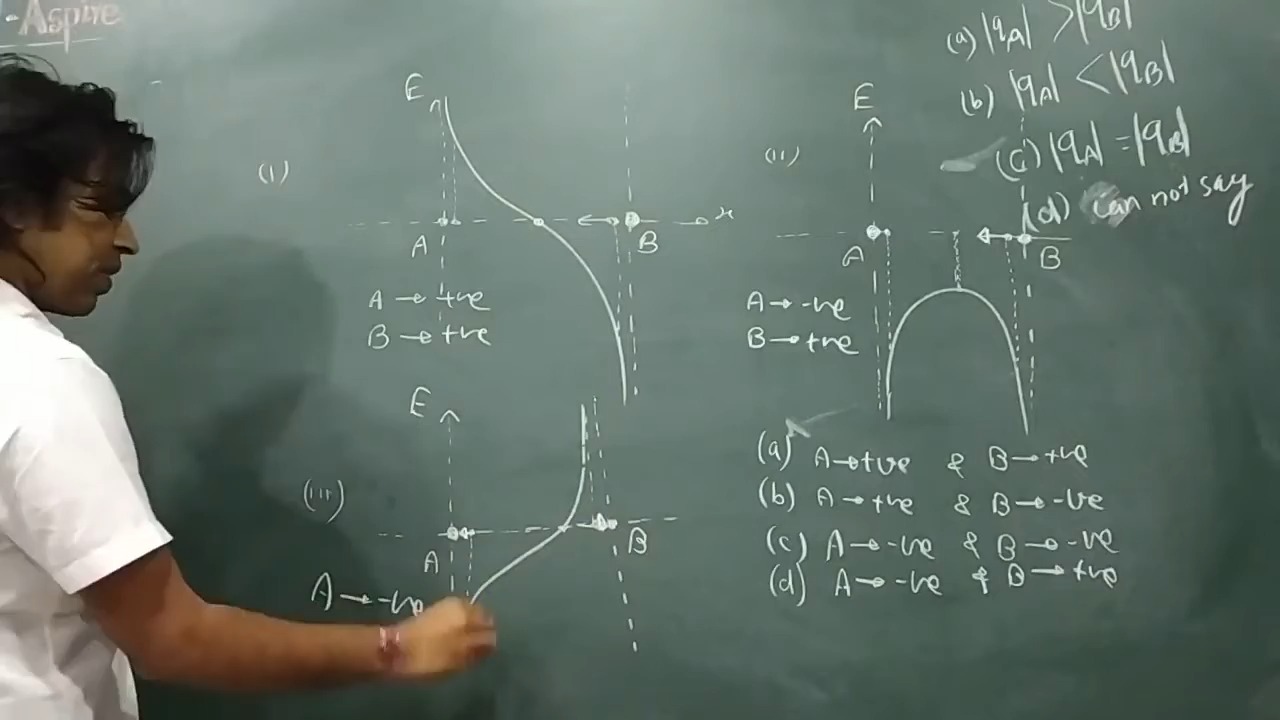 -Aspire
(a) |qA| > |qB|
(b) |qA| < |qB|
(c) |qA| = |qB|
(d) can not say
(i)
E
A
B
x
A → +ve
B → +ve
(ii)
E
A
B
A → -ve
B → +ve
(iii)
E
A
B
A → -ve
(a) A → +ve & B → +ve
(b) A → +ve & B → -ve
(c) A → -ve & B → -ve
(d) A → -ve & B → +ve